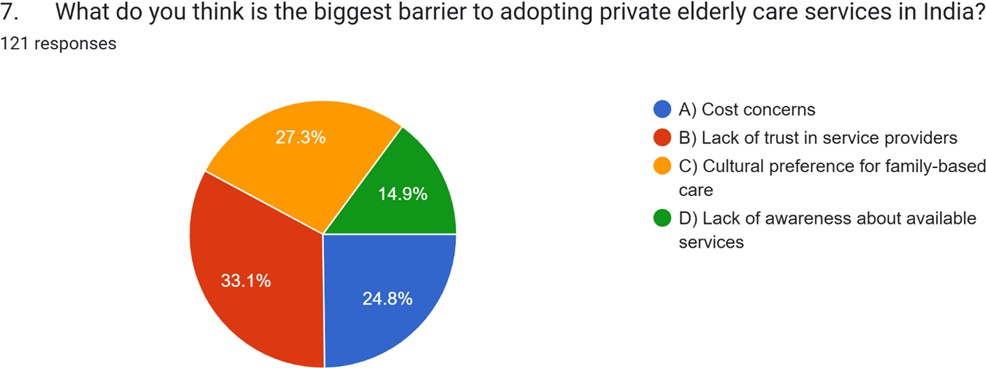 7. What do you think is the biggest barrier to adopting private elderly care services in India?
121 responses
27.3%
14.9%
33.1%
24.8%
A) Cost concerns
B) Lack of trust in service providers
C) Cultural preference for family-based
care
D) Lack of awareness about available
services